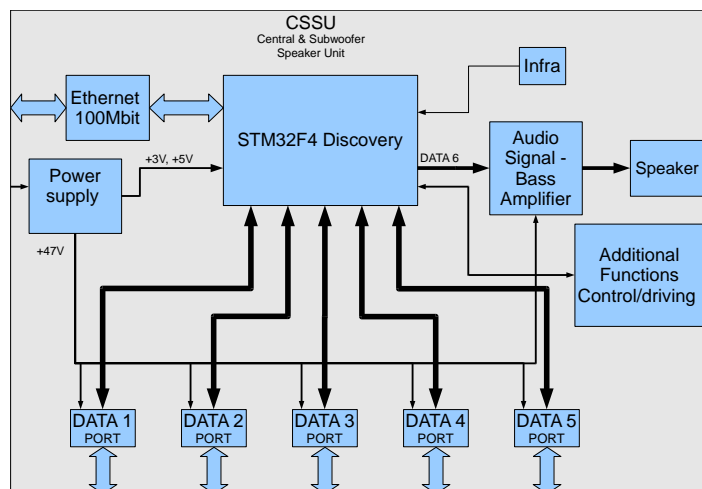 CSSU
Central & Subwoofer
Speaker Unit
Ethernet
100Mbit
STM32F4 Discovery
Infra
+3V, +5V
Power
supply
+47V
DATA 6
Audio
Signal -
Bass
Amplifier
Speaker
Additional
Functions
Control/driving
DATA 1
PORT
DATA 2
PORT
DATA 3
PORT
DATA 4
PORT
DATA 5
PORT